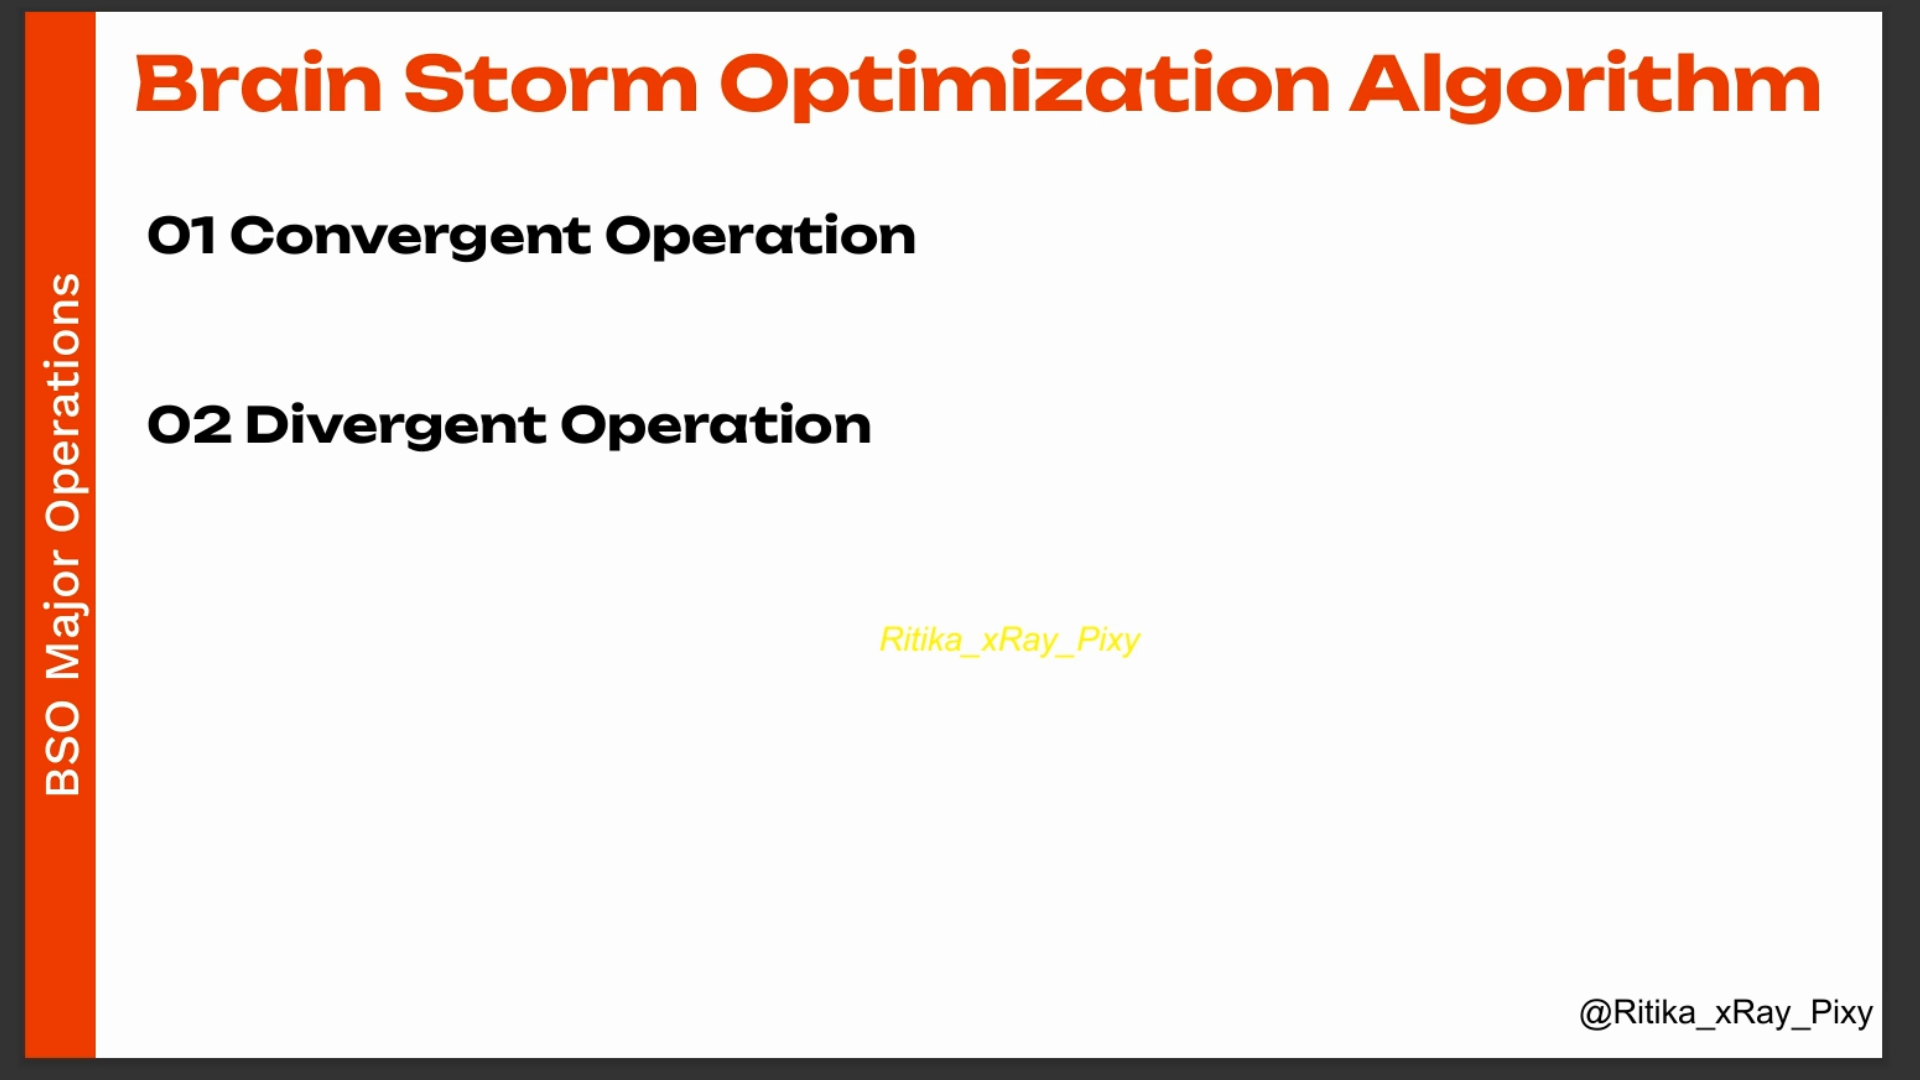 Brain Storm Optimization Algorithm
BSO Major Operations
01 Convergent Operation
02 Divergent Operation
Ritika_xRay_Pixy
@Ritika_xRay_Pixy